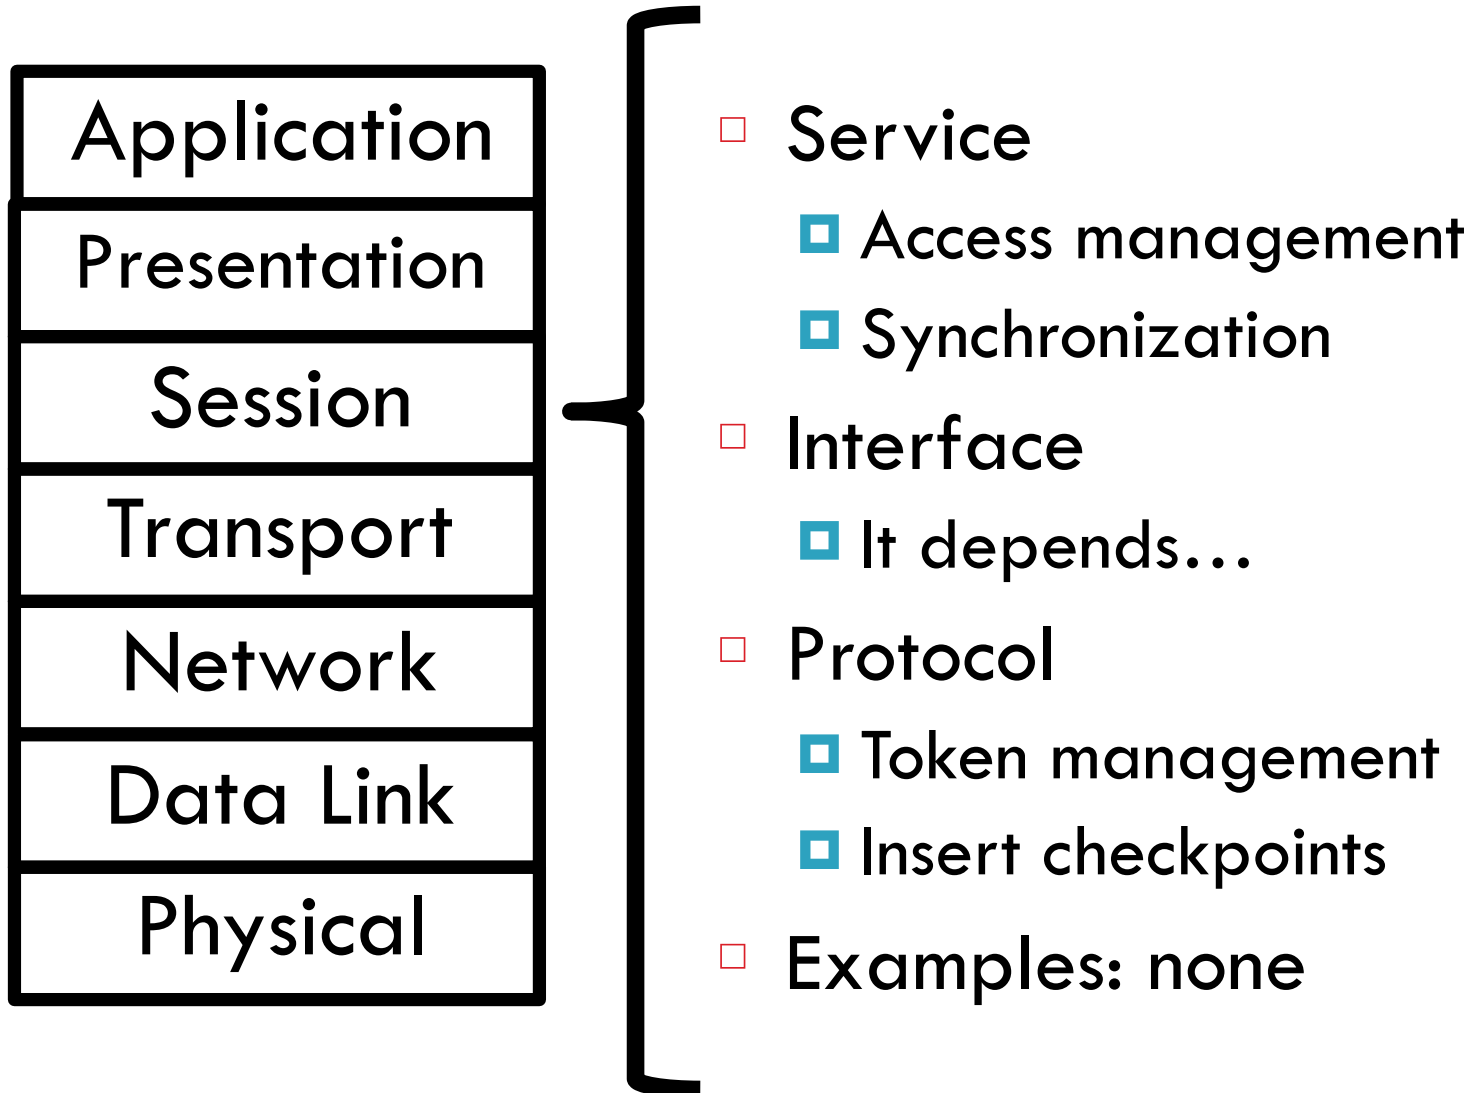 Application
Presentation
Session
Transport
Network
Data Link
Physical
Service
Access management
Synchronization
Interface
It depends…
Protocol
Token management
Insert checkpoints
Examples: none